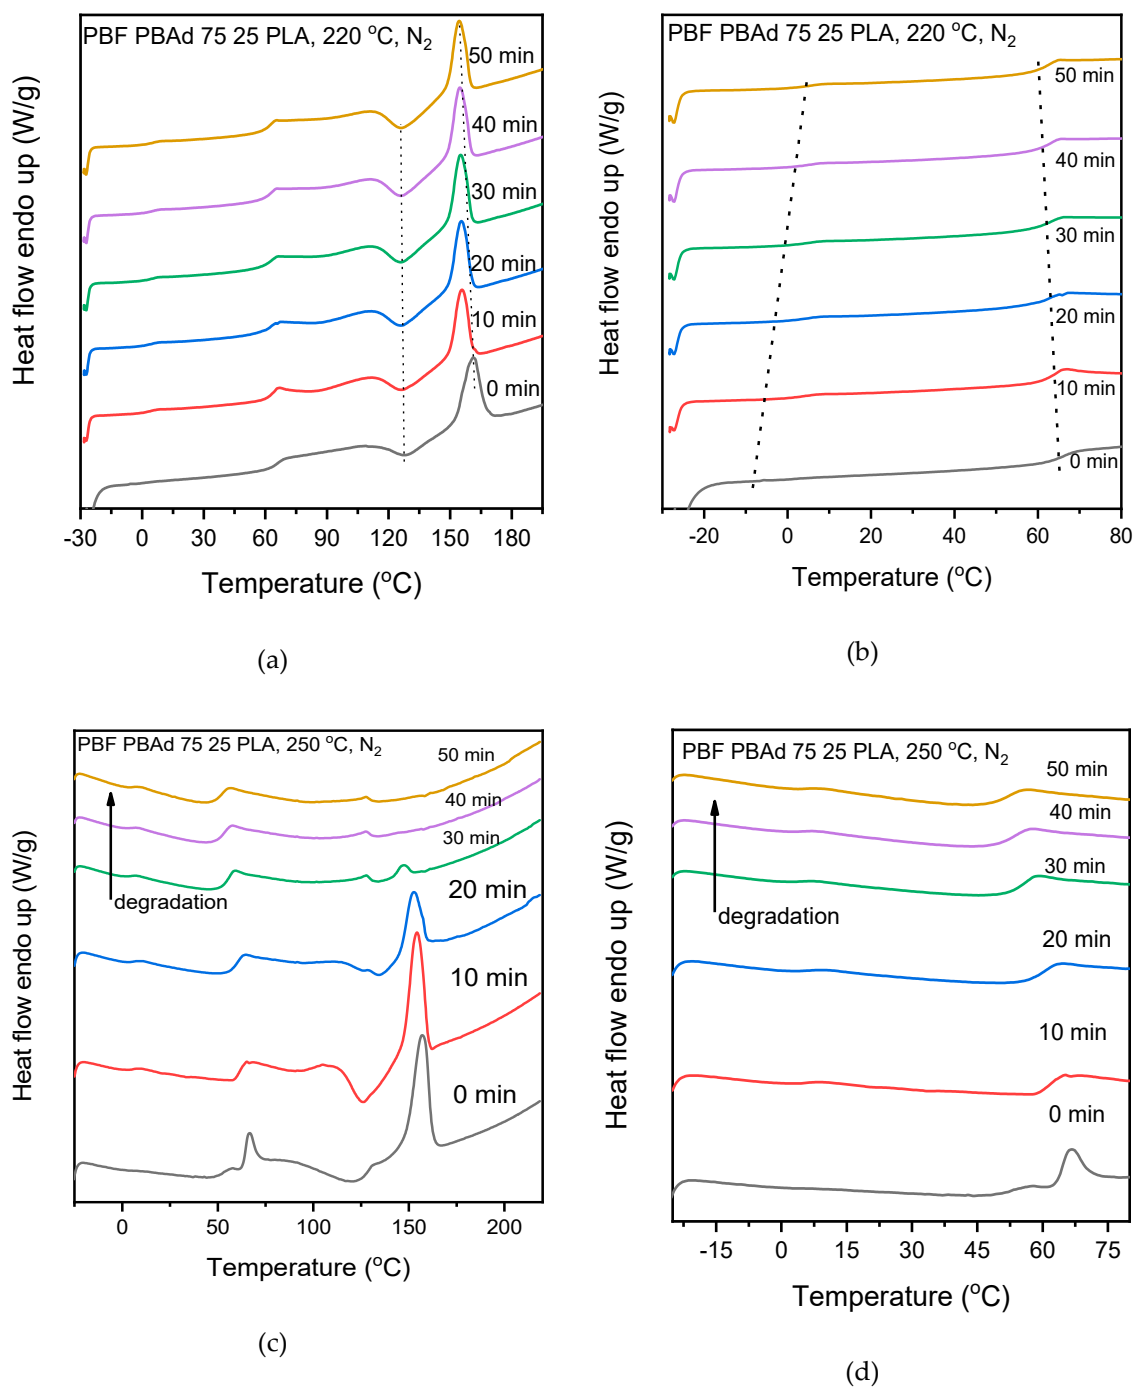 PBF PBAd 75 25 PLA, 220 °C, N₂
50 min
40 min
30 min
20 min
10 min
0 min
Heat flow endo up (W/g)
-30 0 30 60 90 120 150 180
Temperature (°C)
(a)
PBF PBAd 75 25 PLA, 220 °C, N₂
50 min
40 min
30 min
20 min
10 min
0 min
Heat flow endo up (W/g)
-20 0 20 40 60 80
Temperature (°C)
(b)
PBF PBAd 75 25 PLA, 250 °C, N₂
50 min
40 min
30 min
20 min
10 min
0 min
degradation
Heat flow endo up (W/g)
0 50 100 150 200
Temperature (°C)
(c)
PBF PBAd 75 25 PLA, 250 °C, N₂
50 min
40 min
30 min
20 min
10 min
0 min
degradation
Heat flow endo up (W/g)
-15 0 15 30 45 60 75
Temperature (°C)
(d)